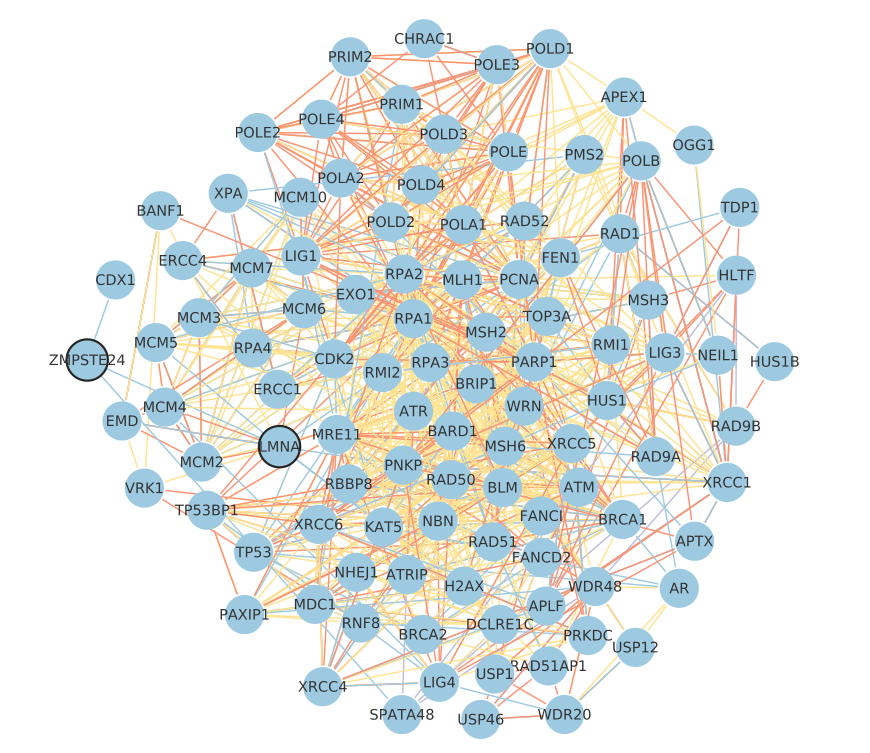 CHRAC1
POLD1
PRIM2
POLE3
APEX1
PRIM1
POLE4
POLE2
POLD3
OGG1
POLE
PMS2
POLB
POLA2
POLD4
XPA
MCM10
TDP1
BANF1
POLD2
RAD52
POLA1
RAD1
LIG1
FEN1
ERCC4
MCM7
RPA2
HLTF
CDX1
MLH1
PCNA
EXO1
MSH3
MCM6
TOP3A
MCM3
RPA1
MSH2
MCM5
RPA4
RMI1
LIG3
NEIL1
ZMPSTE24
CDK2
RPA3
PARP1
HUS1B
RMI2
BRIP1
ERCC1
HUS1
MCM4
WRN
ATR
EMD
RAD9B
BARD1
MRE11
XRCC5
LMNA
MSH6
RAD9A
MCM2
PNKP
RAD50
XRCC1
RBBP8
BLM
ATM
VRK1
TP53BP1
FANCI
BRCA1
NBN
XRCC6
KAT5
RAD51
APTX
TP53
FANCD2
NHEJ1
ATRIP
H2AX
WDR48
AR
MDC1
APLF
PAXIP1
RNF8
DCLRE1C
BRCA2
PRKDC
USP12
RAD51AP1
USP1
LIG4
XRCC4
SPATA48
WDR20
USP46